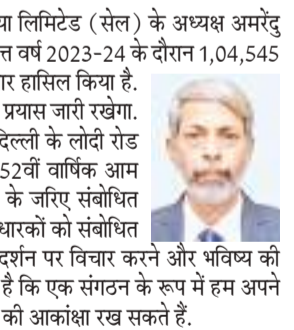 या लिमिटेड (सेल) के अध्यक्ष अमरेंदु
त्त वर्ष 2023-24 के दौरान 1,04,545
ार हासिल किया है.
प्रयास जारी रखेगा.
दिल्ली के लोदी रोड
52वीं वार्षिक आम
के जरिए संबोधित
धारकों को संबोधित
दर्शन पर विचार करने और भविष्य की
है कि एक संगठन के रूप में हम अपने
की आकांक्षा रख सकते हैं.